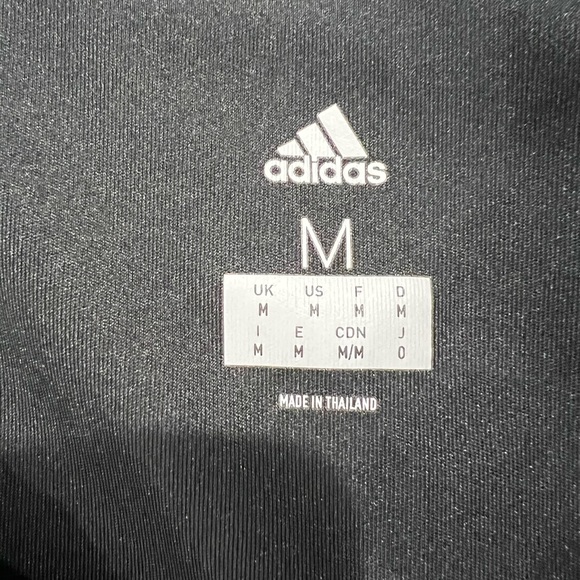 adidas
M
UK US F D
M M M M
I E CDN J
M M M/M O
MADE IN THAILAND